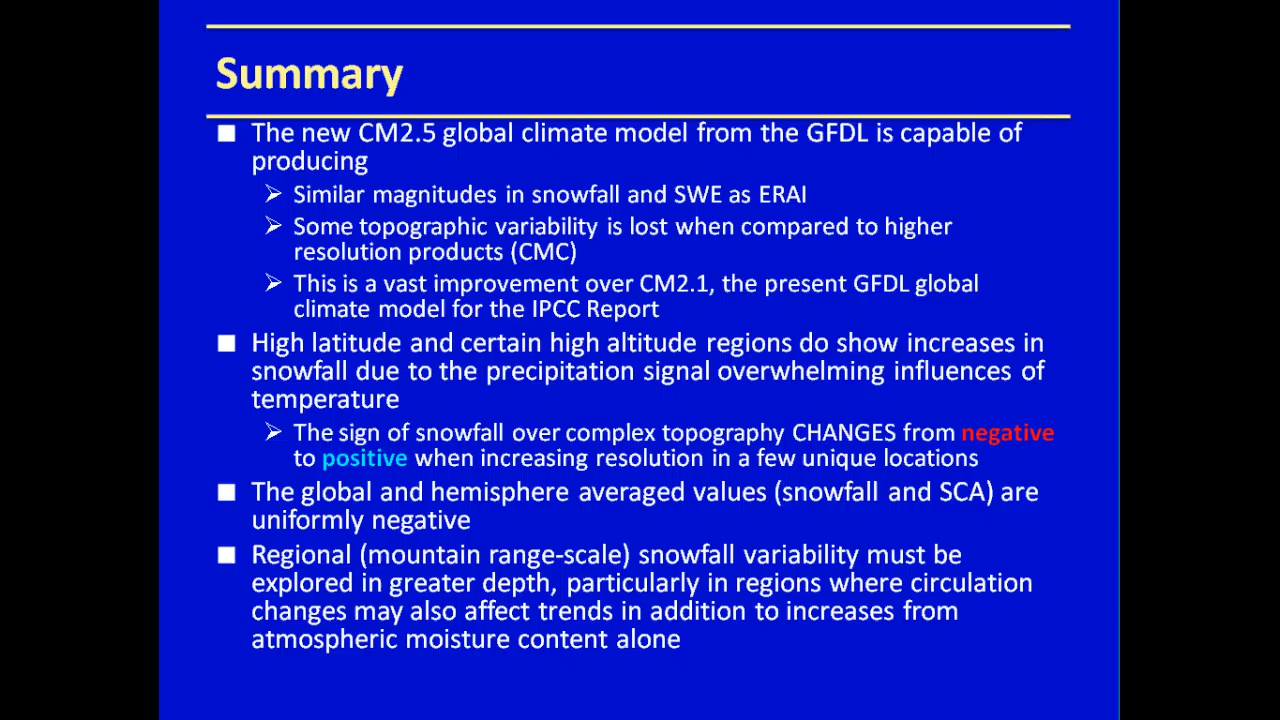 Summary
■ The new CM2.5 global climate model from the GFDL is capable of
producing
➢ Similar magnitudes in snowfall and SWE as ERAI
➢ Some topographic variability is lost when compared to higher
resolution products (CMC)
➢ This is a vast improvement over CM2.1, the present GFDL global
climate model for the IPCC Report
■ High latitude and certain high altitude regions do show increases in
snowfall due to the precipitation signal overwhelming influences of
temperature
➢ The sign of snowfall over complex topography CHANGES from negative
to positive when increasing resolution in a few unique locations
■ The global and hemisphere averaged values (snowfall and SCA) are
uniformly negative
■ Regional (mountain range-scale) snowfall variability must be
explored in greater depth, particularly in regions where circulation
changes may also affect trends in addition to increases from
atmospheric moisture content alone